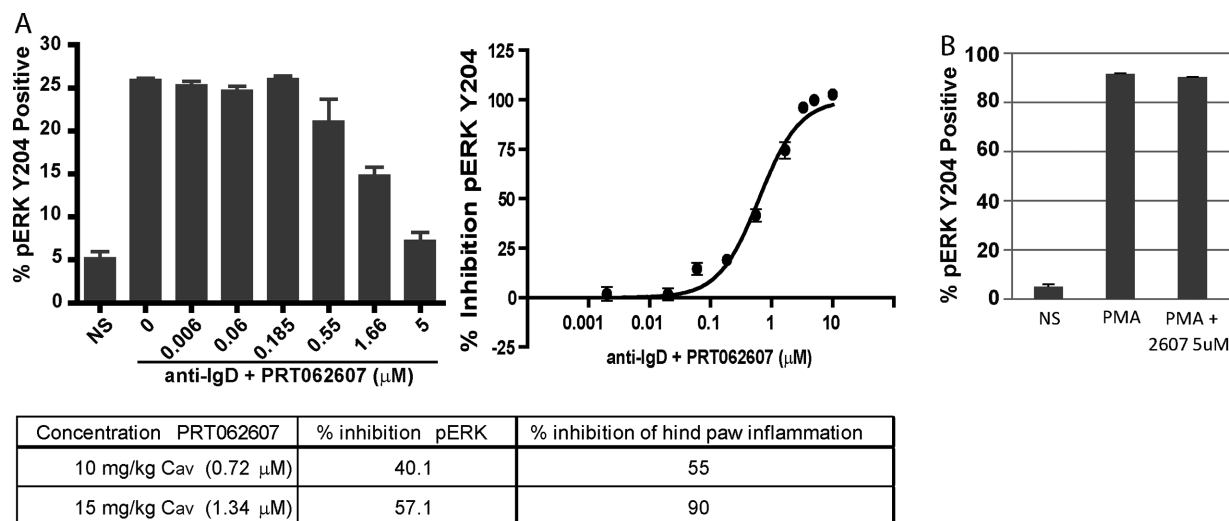 A
% pERK Y204 Positive
30
25
20
15
10
5
0
NS
0
0.006
0.06
0.185
0.55
1.66
5
anti-IgD + PRT062607 (μM)
% Inhibition pERK Y204
125
100
75
50
25
0
-25
0.001
0.01
0.1
1
10
anti-IgD + PRT062607 (μM)
B
% pERK Y204 Positive
100
80
60
40
20
0
NS
PMA
PMA +
2607 5uM
Concentration PRT062607 % inhibition pERK % inhibition of hind paw inflammation
10 mg/kg Cav (0.72 μM) 40.1 55
15 mg/kg Cav (1.34 μM) 57.1 90